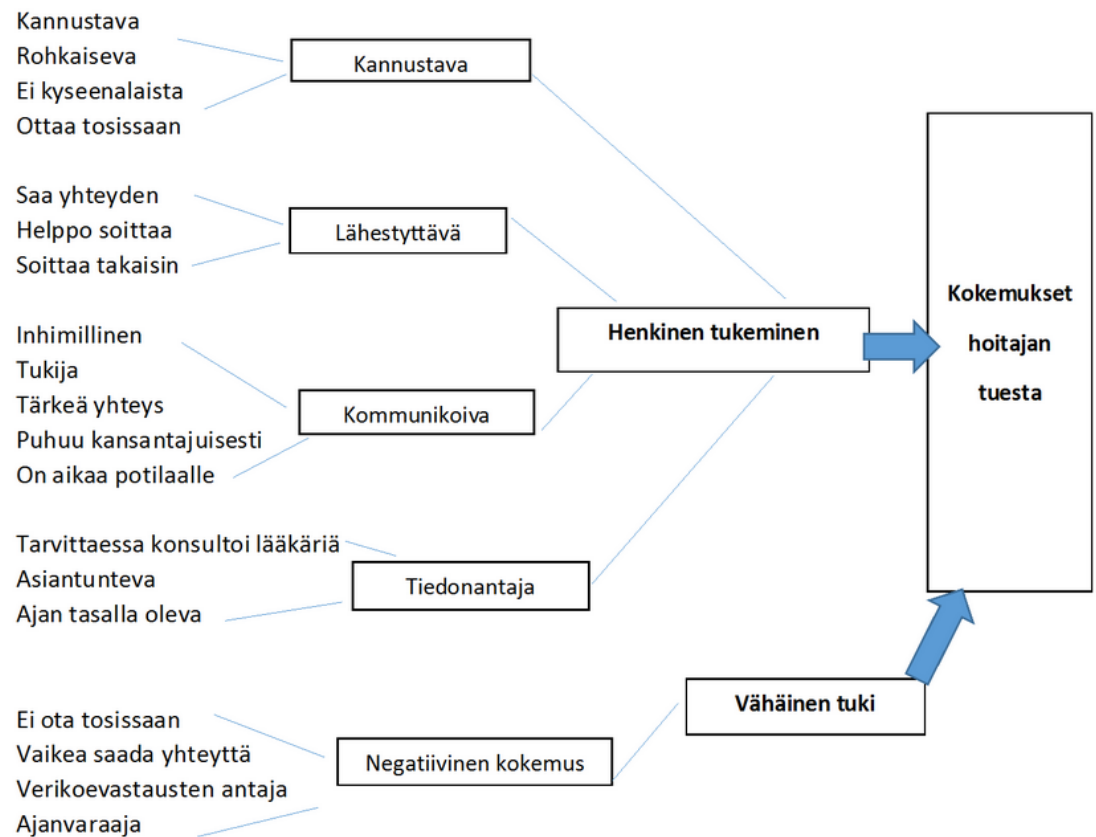 Kannustava
Rohkaiseva
Ei kyseenalaista
Ottaa tosissaan
Kannustava
Saa yhteyden
Helppo soittaa
Soittaa takaisin
Lähestyttävä
Inhimillinen
Tukija
Tärkeä yhteys
Puhuu kansantajuisesti
On aikaa potilaalle
Kommunikoiva
Tarvittaessa konsultoi lääkäriä
Asiantunteva
Ajan tasalla oleva
Tiedonantaja
Henkinen tukeminen
Ei ota tosissaan
Vaikea saada yhteyttä
Verikoevastausten antaja
Ajanvaraaja
Negatiivinen kokemus
Vähäinen tuki
Kokemukset
hoitajan
tuesta